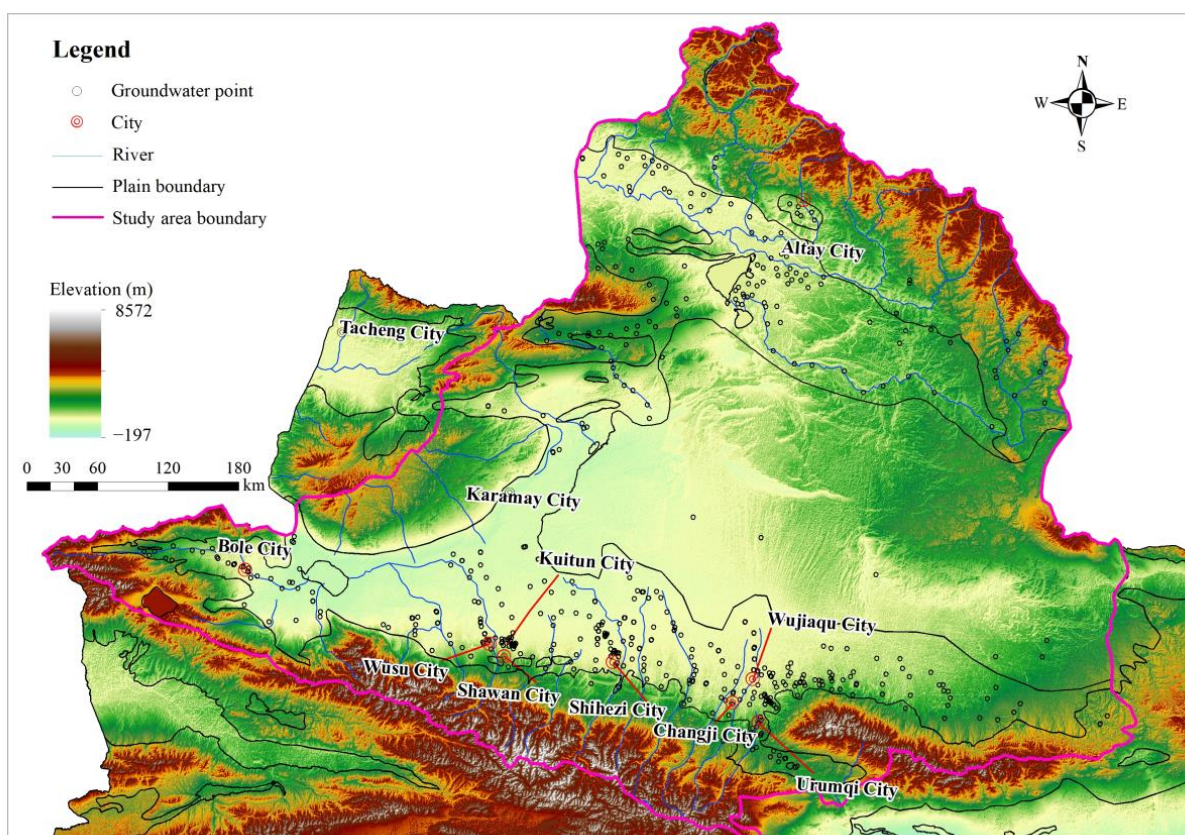 Legend
Groundwater point
City
River
Plain boundary
Study area boundary
N
W E
S
Elevation (m)
8572
−197
0 30 60 120 180
km
Altay City
Tacheng City
Karamay City
Bole City
Kuitun City
Wujiaqu City
Wusu City
Shawan City
Shihezi City
Changji City
Urumqi City